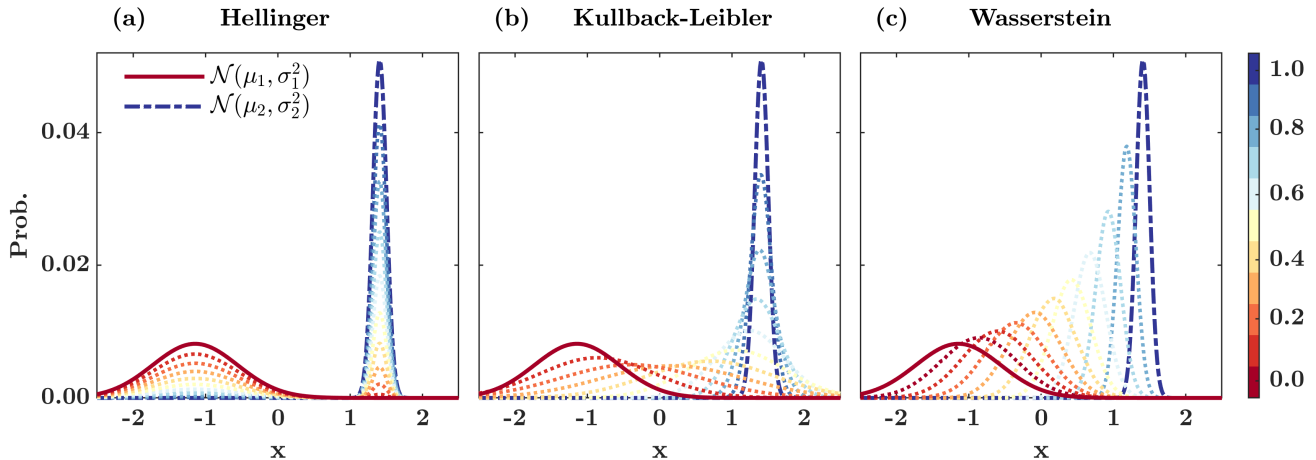 (a) Hellinger (b) Kullback-Leibler (c) Wasserstein
𝒩(μ₁, σ₁²)
𝒩(μ₂, σ₂²)
Prob.
0.04
0.02
0.00
-2 -1 0 1 2 -2 -1 0 1 2 -2 -1 0 1 2
x x x
1.0
0.8
0.6
0.4
0.2
0.0